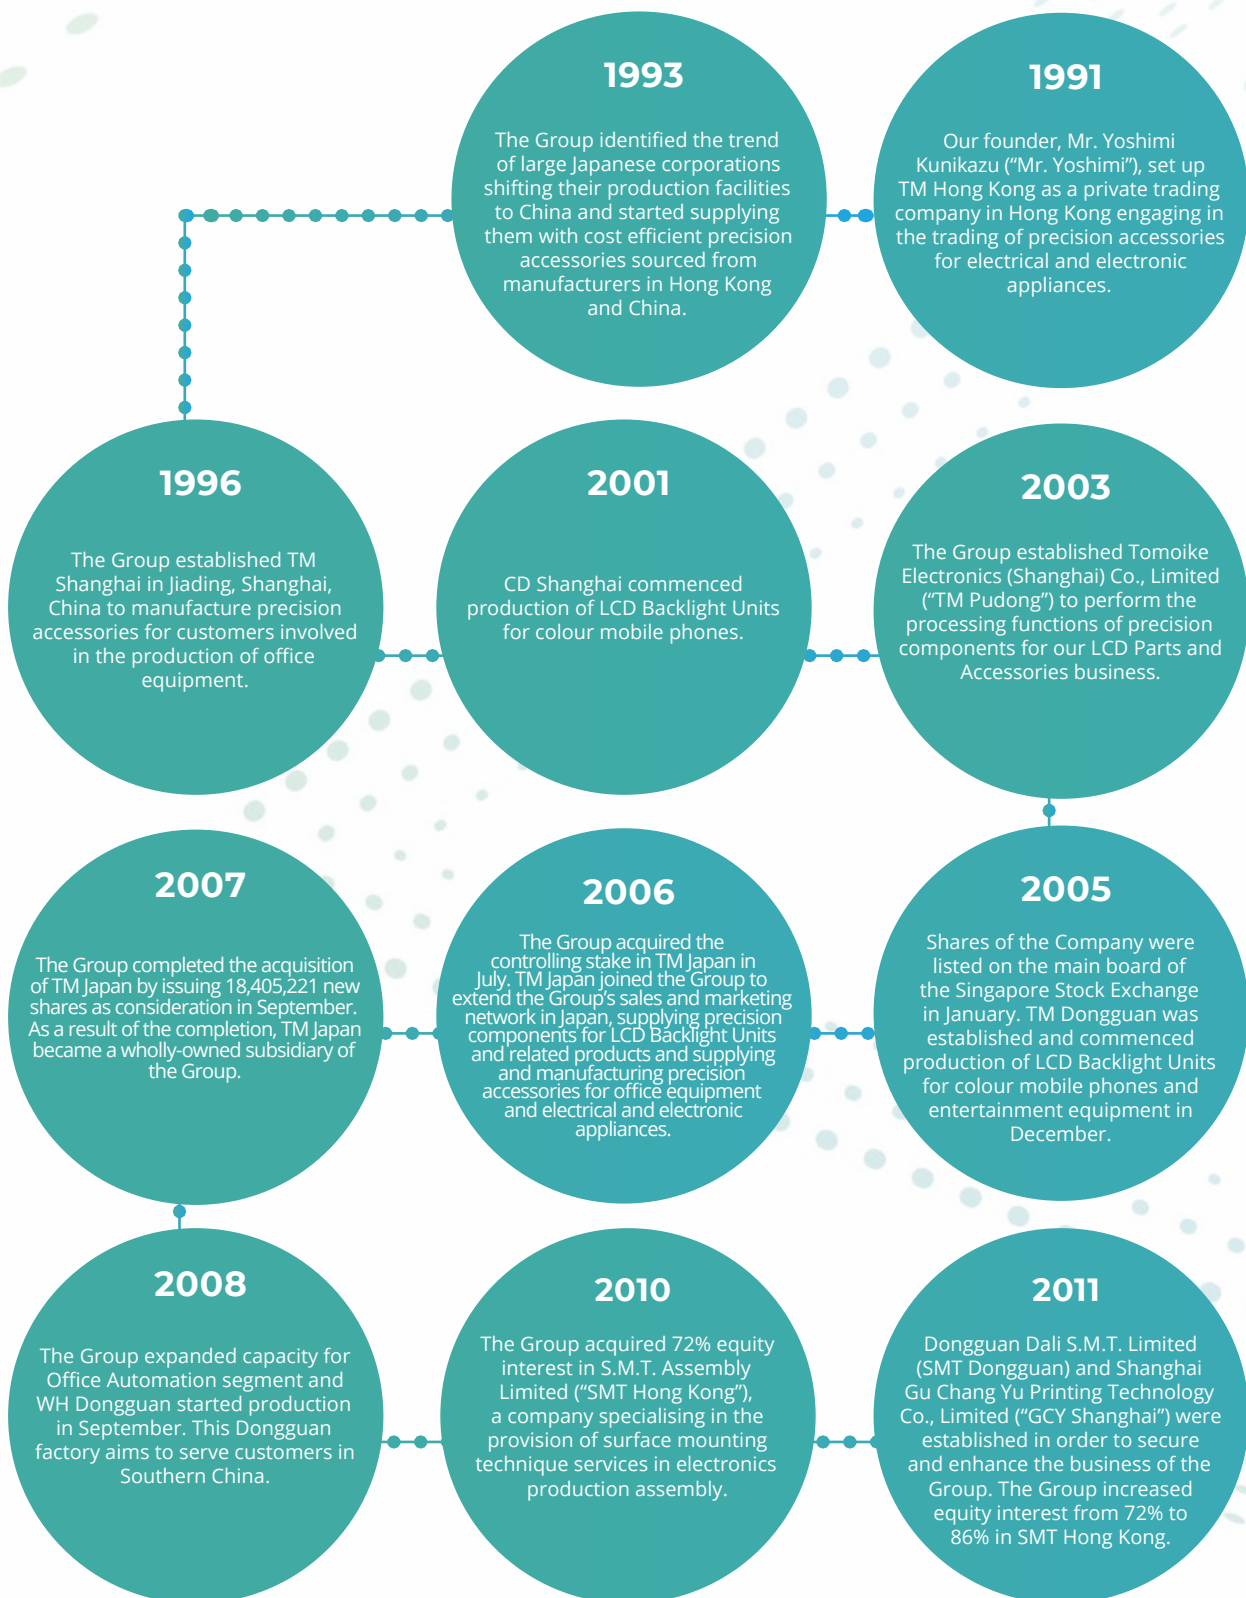 1991
Our founder, Mr. Yoshimi
Kunikazu (“Mr. Yoshimi”), set up
TM Hong Kong as a private trading
company in Hong Kong engaging in
the trading of precision accessories
for electrical and electronic
appliances.
1993
The Group identified the trend
of large Japanese corporations
shifting their production facilities
to China and started supplying
them with cost efficient precision
accessories sourced from
manufacturers in Hong Kong
and China.
1996
The Group established TM
Shanghai in Jiading, Shanghai,
China to manufacture precision
accessories for customers involved
in the production of office
equipment.
2001
CD Shanghai commenced
production of LCD Backlight Units
for colour mobile phones.
2003
The Group established Tomoike
Electronics (Shanghai) Co., Limited
(“TM Pudong”) to perform the
processing functions of precision
components for our LCD Parts and
Accessories business.
2005
Shares of the Company were
listed on the main board of
the Singapore Stock Exchange
in January. TM Dongguan was
established and commenced
production of LCD Backlight Units
for colour mobile phones and
entertainment equipment in
December.
2006
The Group acquired the
controlling stake in TM Japan in
July. TM Japan joined the Group to
extend the Group’s sales and marketing
network in Japan, supplying precision
components for LCD Backlight Units
and related products and supplying
and manufacturing precision
accessories for office equipment
and electrical and electronic
appliances.
2007
The Group completed the acquisition
of TM Japan by issuing 18,405,221 new
shares as consideration in September.
As a result of the completion, TM Japan
became a wholly-owned subsidiary of
the Group.
2008
The Group expanded capacity for
Office Automation segment and
WH Dongguan started production
in September. This Dongguan
factory aims to serve customers in
Southern China.
2010
The Group acquired 72% equity
interest in S.M.T. Assembly
Limited (“SMT Hong Kong”),
a company specialising in the
provision of surface mounting
technique services in electronics
production assembly.
2011
Dongguan Dali S.M.T. Limited
(SMT Dongguan) and Shanghai
Gu Chang Yu Printing Technology
Co., Limited (“GCY Shanghai”) were
established in order to secure
and enhance the business of the
Group. The Group increased
equity interest from 72% to
86% in SMT Hong Kong.